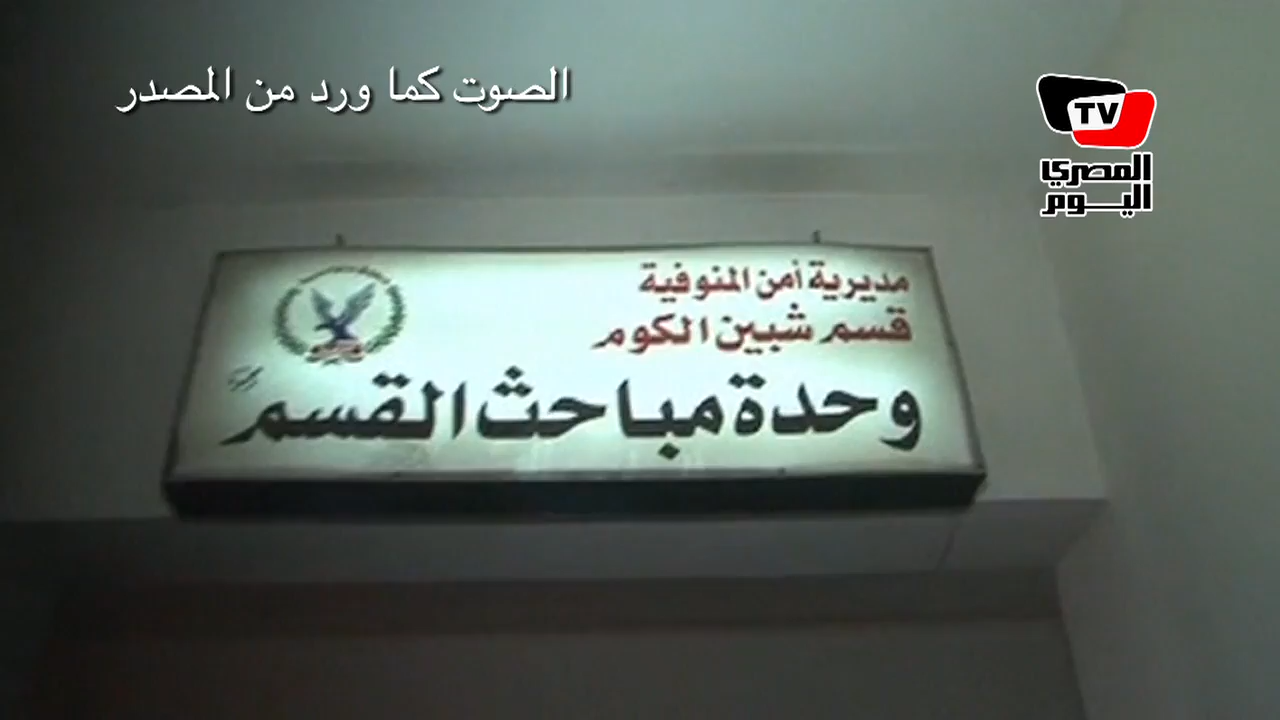 الصوت كما ورد من المصدر
TV
المصري
اليوم
مديرية أمن المنوفية
قسم شبين الكوم
وحدة مباحث القسم